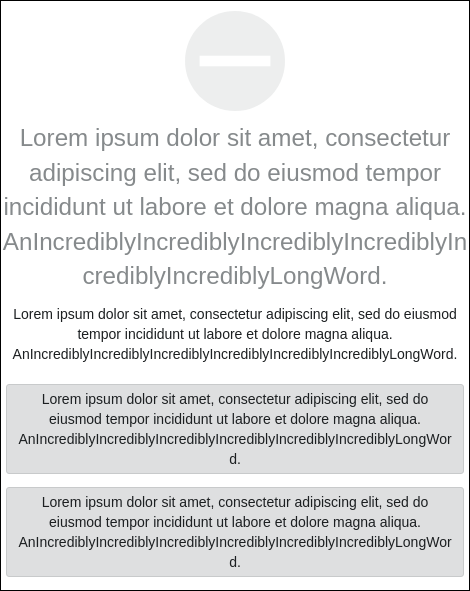 Lorem ipsum dolor sit amet, consectetur
adipiscing elit, sed do eiusmod tempor
incididunt ut labore et dolore magna aliqua.
AnIncrediblyIncrediblyIncrediblyIncrediblyIn
crediblyIncrediblyLongWord.
Lorem ipsum dolor sit amet, consectetur adipiscing elit, sed do eiusmod
tempor incididunt ut labore et dolore magna aliqua.
AnIncrediblyIncrediblyIncrediblyIncrediblyIncrediblyIncrediblyLongWord.
Lorem ipsum dolor sit amet, consectetur adipiscing elit, sed do
eiusmod tempor incididunt ut labore et dolore magna aliqua.
AnIncrediblyIncrediblyIncrediblyIncrediblyIncrediblyIncrediblyLongWor
d.
Lorem ipsum dolor sit amet, consectetur adipiscing elit, sed do
eiusmod tempor incididunt ut labore et dolore magna aliqua.
AnIncrediblyIncrediblyIncrediblyIncrediblyIncrediblyIncrediblyLongWor
d.